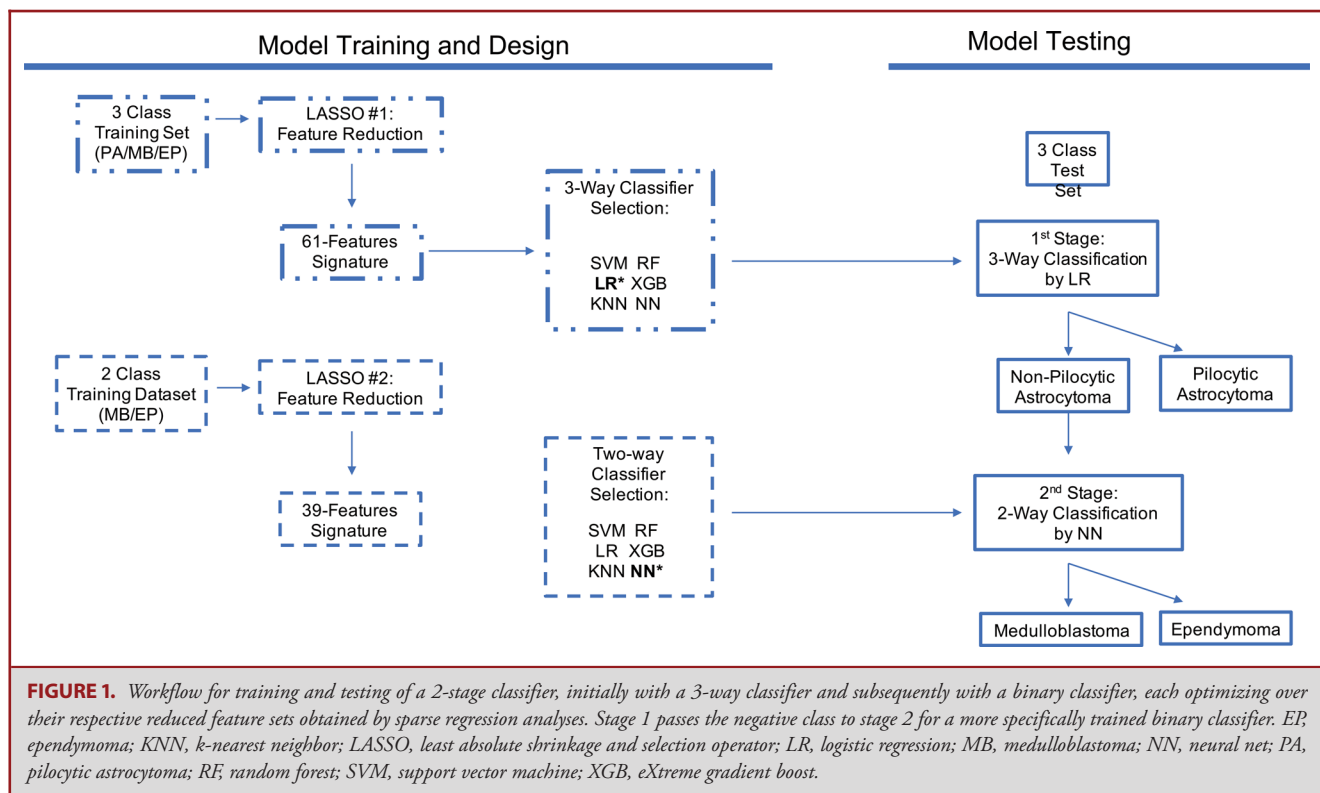 Model Training and Design
Model Testing
3 Class
Training Set
(PA/MB/EP)
LASSO #1:
Feature Reduction
61-Features
Signature
3-Way Classifier
Selection:
SVM RF
LR* XGB
KNN NN
2 Class
Training Dataset
(MB/EP)
LASSO #2:
Feature Reduction
39-Features
Signature
Two-way
Classifier
Selection:
SVM RF
LR XGB
KNN NN*
3 Class
Test
Set
1st Stage:
3-Way Classification
by LR
Non-Pilocytic
Astrocytoma
Pilocytic
Astrocytoma
2nd Stage:
2-Way Classification
by NN
Medulloblastoma
Ependymoma
FIGURE 1. Workflow for training and testing of a 2-stage classifier, initially with a 3-way classifier and subsequently with a binary classifier, each optimizing over
their respective reduced feature sets obtained by sparse regression analyses. Stage 1 passes the negative class to stage 2 for a more specifically trained binary classifier. EP,
ependymoma; KNN, k-nearest neighbor; LASSO, least absolute shrinkage and selection operator; LR, logistic regression; MB, medulloblastoma; NN, neural net; PA,
pilocytic astrocytoma; RF, random forest; SVM, support vector machine; XGB, eXtreme gradient boost.